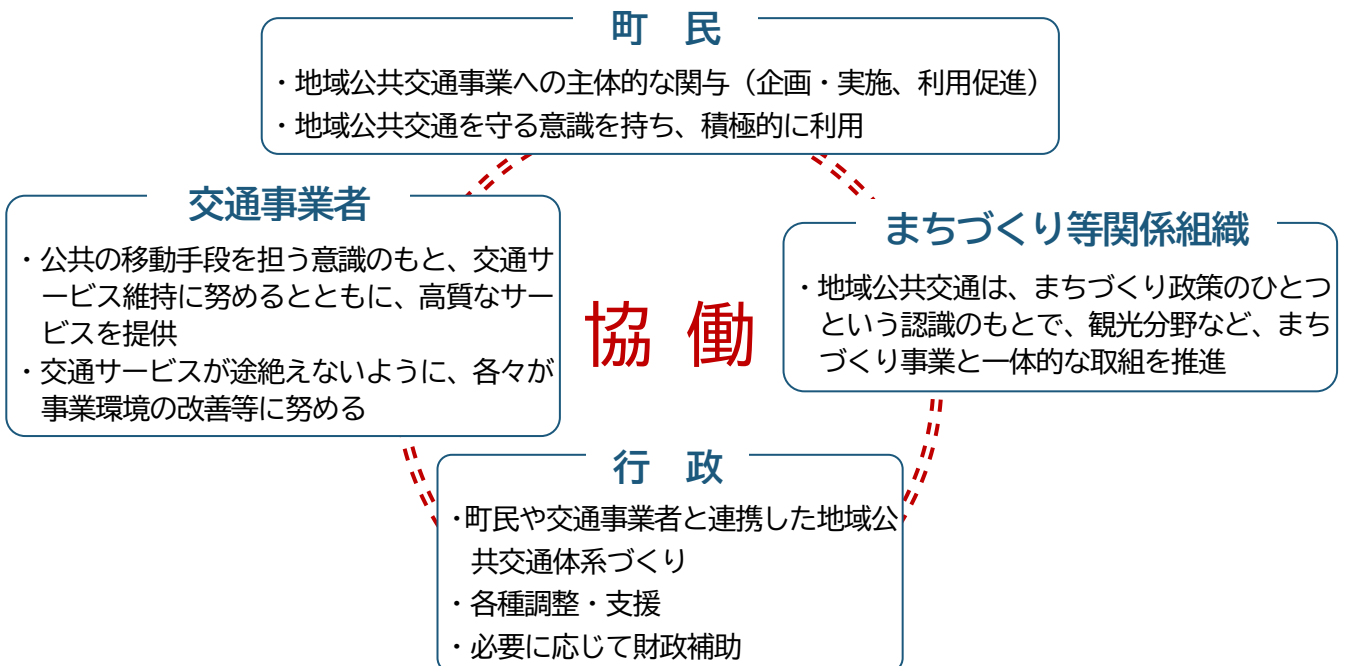 町　民
・地域公共交通事業への主体的な関与（企画・実施、利用促進）
・地域公共交通を守る意識を持ち、積極的に利用
交通事業者
・公共の移動手段を担う意識のもと、交通サ
ービス維持に努めるとともに、高質なサー
ビスを提供
・交通サービスが途絶えないように、各々が
事業環境の改善等に努める
協 働
まちづくり等関係組織
・地域公共交通は、まちづくり政策のひとつ
という認識のもとで、観光分野など、まち
づくり事業と一体的な取組を推進
行　政
・町民や交通事業者と連携した地域公
共交通体系づくり
・各種調整・支援
・必要に応じて財政補助